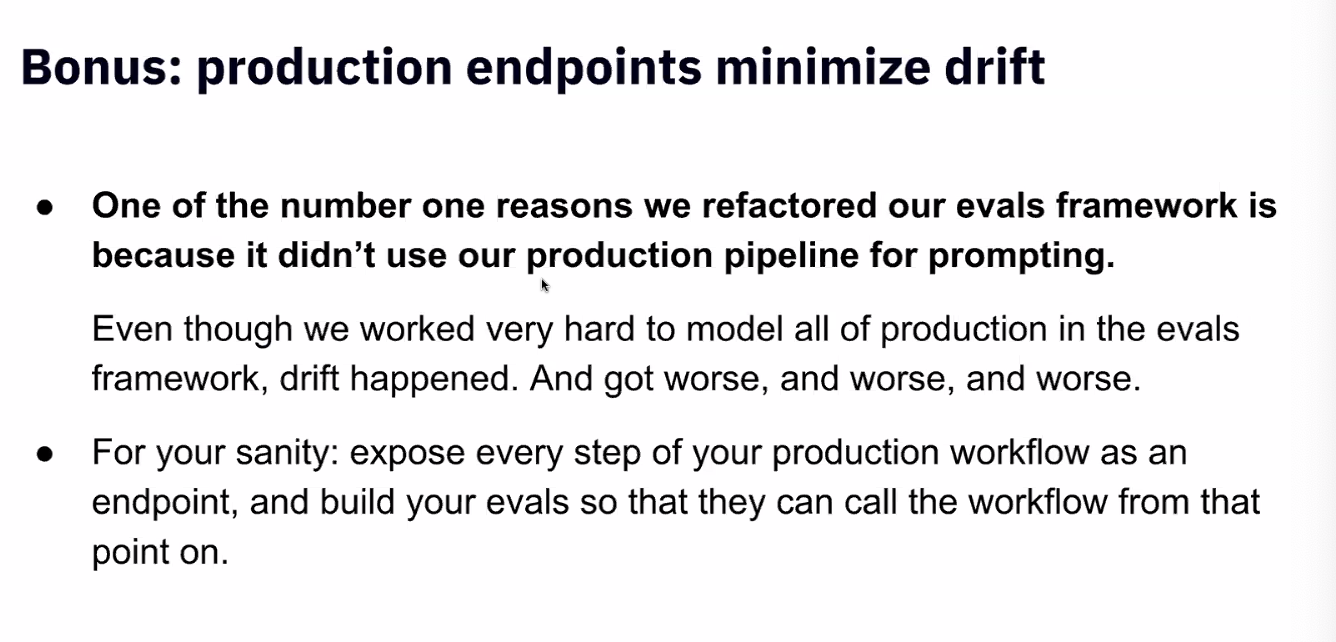 Bonus: production endpoints minimize drift
● One of the number one reasons we refactored our evals framework is
because it didn’t use our production pipeline for prompting.
Even though we worked very hard to model all of production in the evals
framework, drift happened. And got worse, and worse, and worse.
● For your sanity: expose every step of your production workflow as an
endpoint, and build your evals so that they can call the workflow from that
point on.